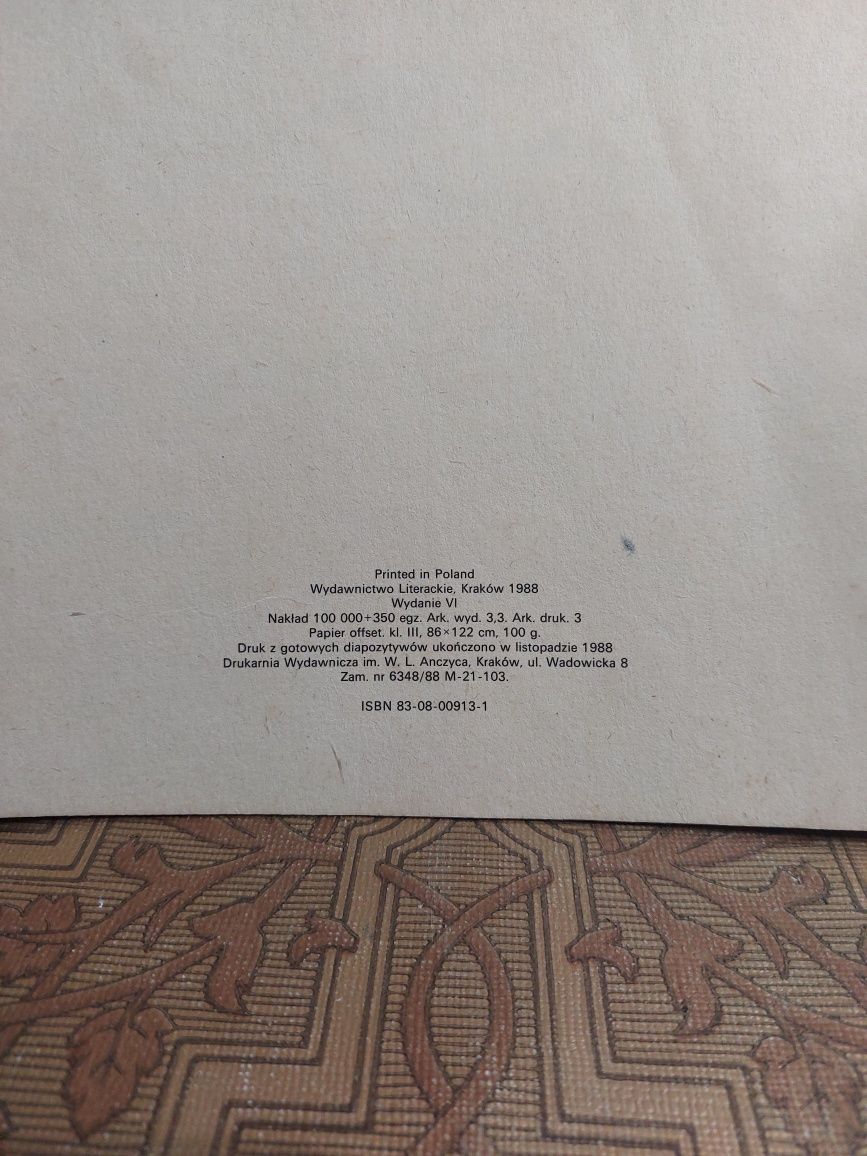 Printed in Poland
Wydawnictwo Literackie, Kraków 1988
Wydanie VI
Nakład 100 000+350 egz. Ark. wyd. 3,3. Ark. druk. 3
Papier offset. kl. III, 86×122 cm, 100 g.
Druk z gotowych diapozytywów ukończono w listopadzie 1988
Drukarnia Wydawnicza im. W. L. Anczyca, Kraków, ul. Wadowicka 8
Zam. nr 6348/88 M-21-103.
ISBN 83-08-00913-1